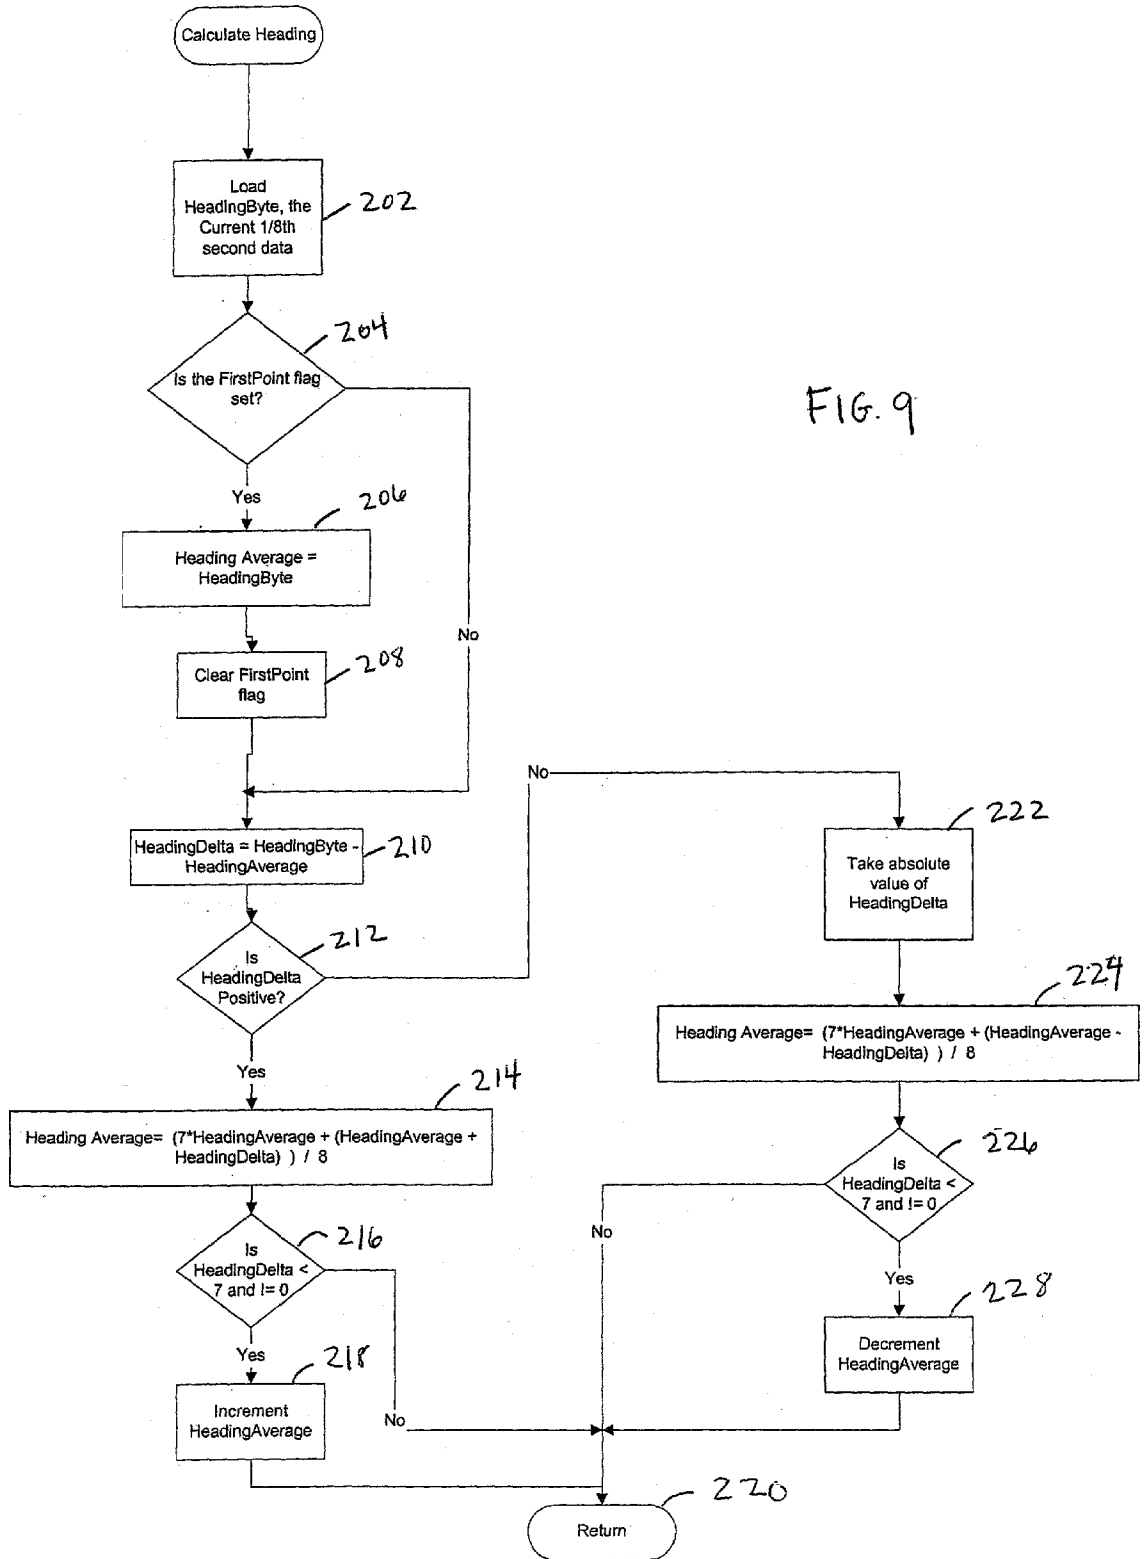 Calculate Heading
Load
HeadingByte, the
Current 1/8th
second data
202
Is the FirstPoint flag
set?
204
FIG. 9
Yes
206
Heading Average =
HeadingByte
No
Clear FirstPoint
flag
208
No
HeadingDelta = HeadingByte -
HeadingAverage
210
222
Take absolute
value of
HeadingDelta
Is
HeadingDelta
Positive?
212
224
Heading Average= (7*HeadingAverage + (HeadingAverage -
HeadingDelta) ) / 8
Yes
214
Heading Average= (7*HeadingAverage + (HeadingAverage +
HeadingDelta) ) / 8
226
Is
HeadingDelta <
7 and != 0
No
Yes
216
Is
HeadingDelta <
7 and != 0
228
Decrement
HeadingAverage
Yes
218
Increment
HeadingAverage
No
220
Return